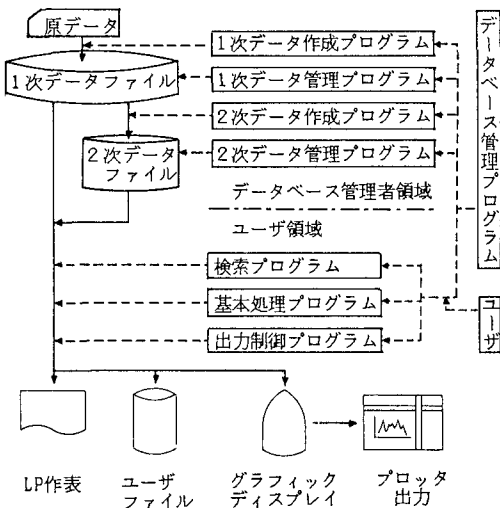 原データ
1次データファイル
2次データ
ファイル
1次データ作成プログラム
1次データ管理プログラム
2次データ作成プログラム
2次データ管理プログラム
データベース管理者領域
ユーザ領域
検索プログラム
基本処理プログラム
出力制御プログラム
データベース管理プログラム
ユーザ
LP作表
ユーザ
ファイル
グラフィック
ディスプレイ
プロッタ
出力